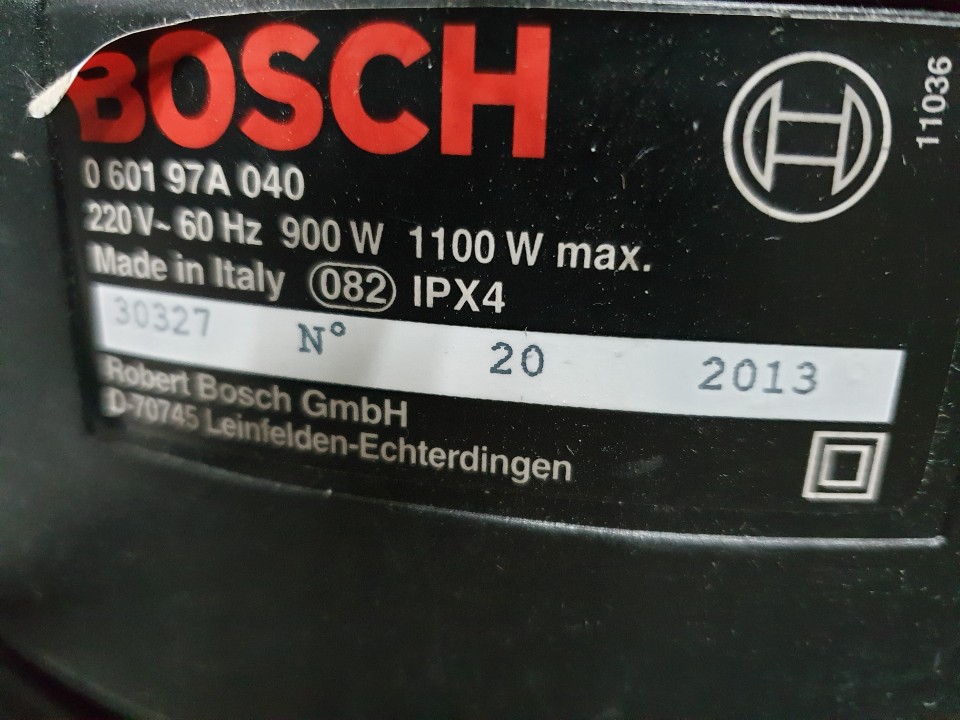 BOSCH
11036
0 601 97A 040
220 V~ 60 Hz 900 W 1100 W max.
Made in Italy 082 IPX4
30327 N° 20 2013
Robert Bosch GmbH
D-70745 Leinfelden-Echterdingen